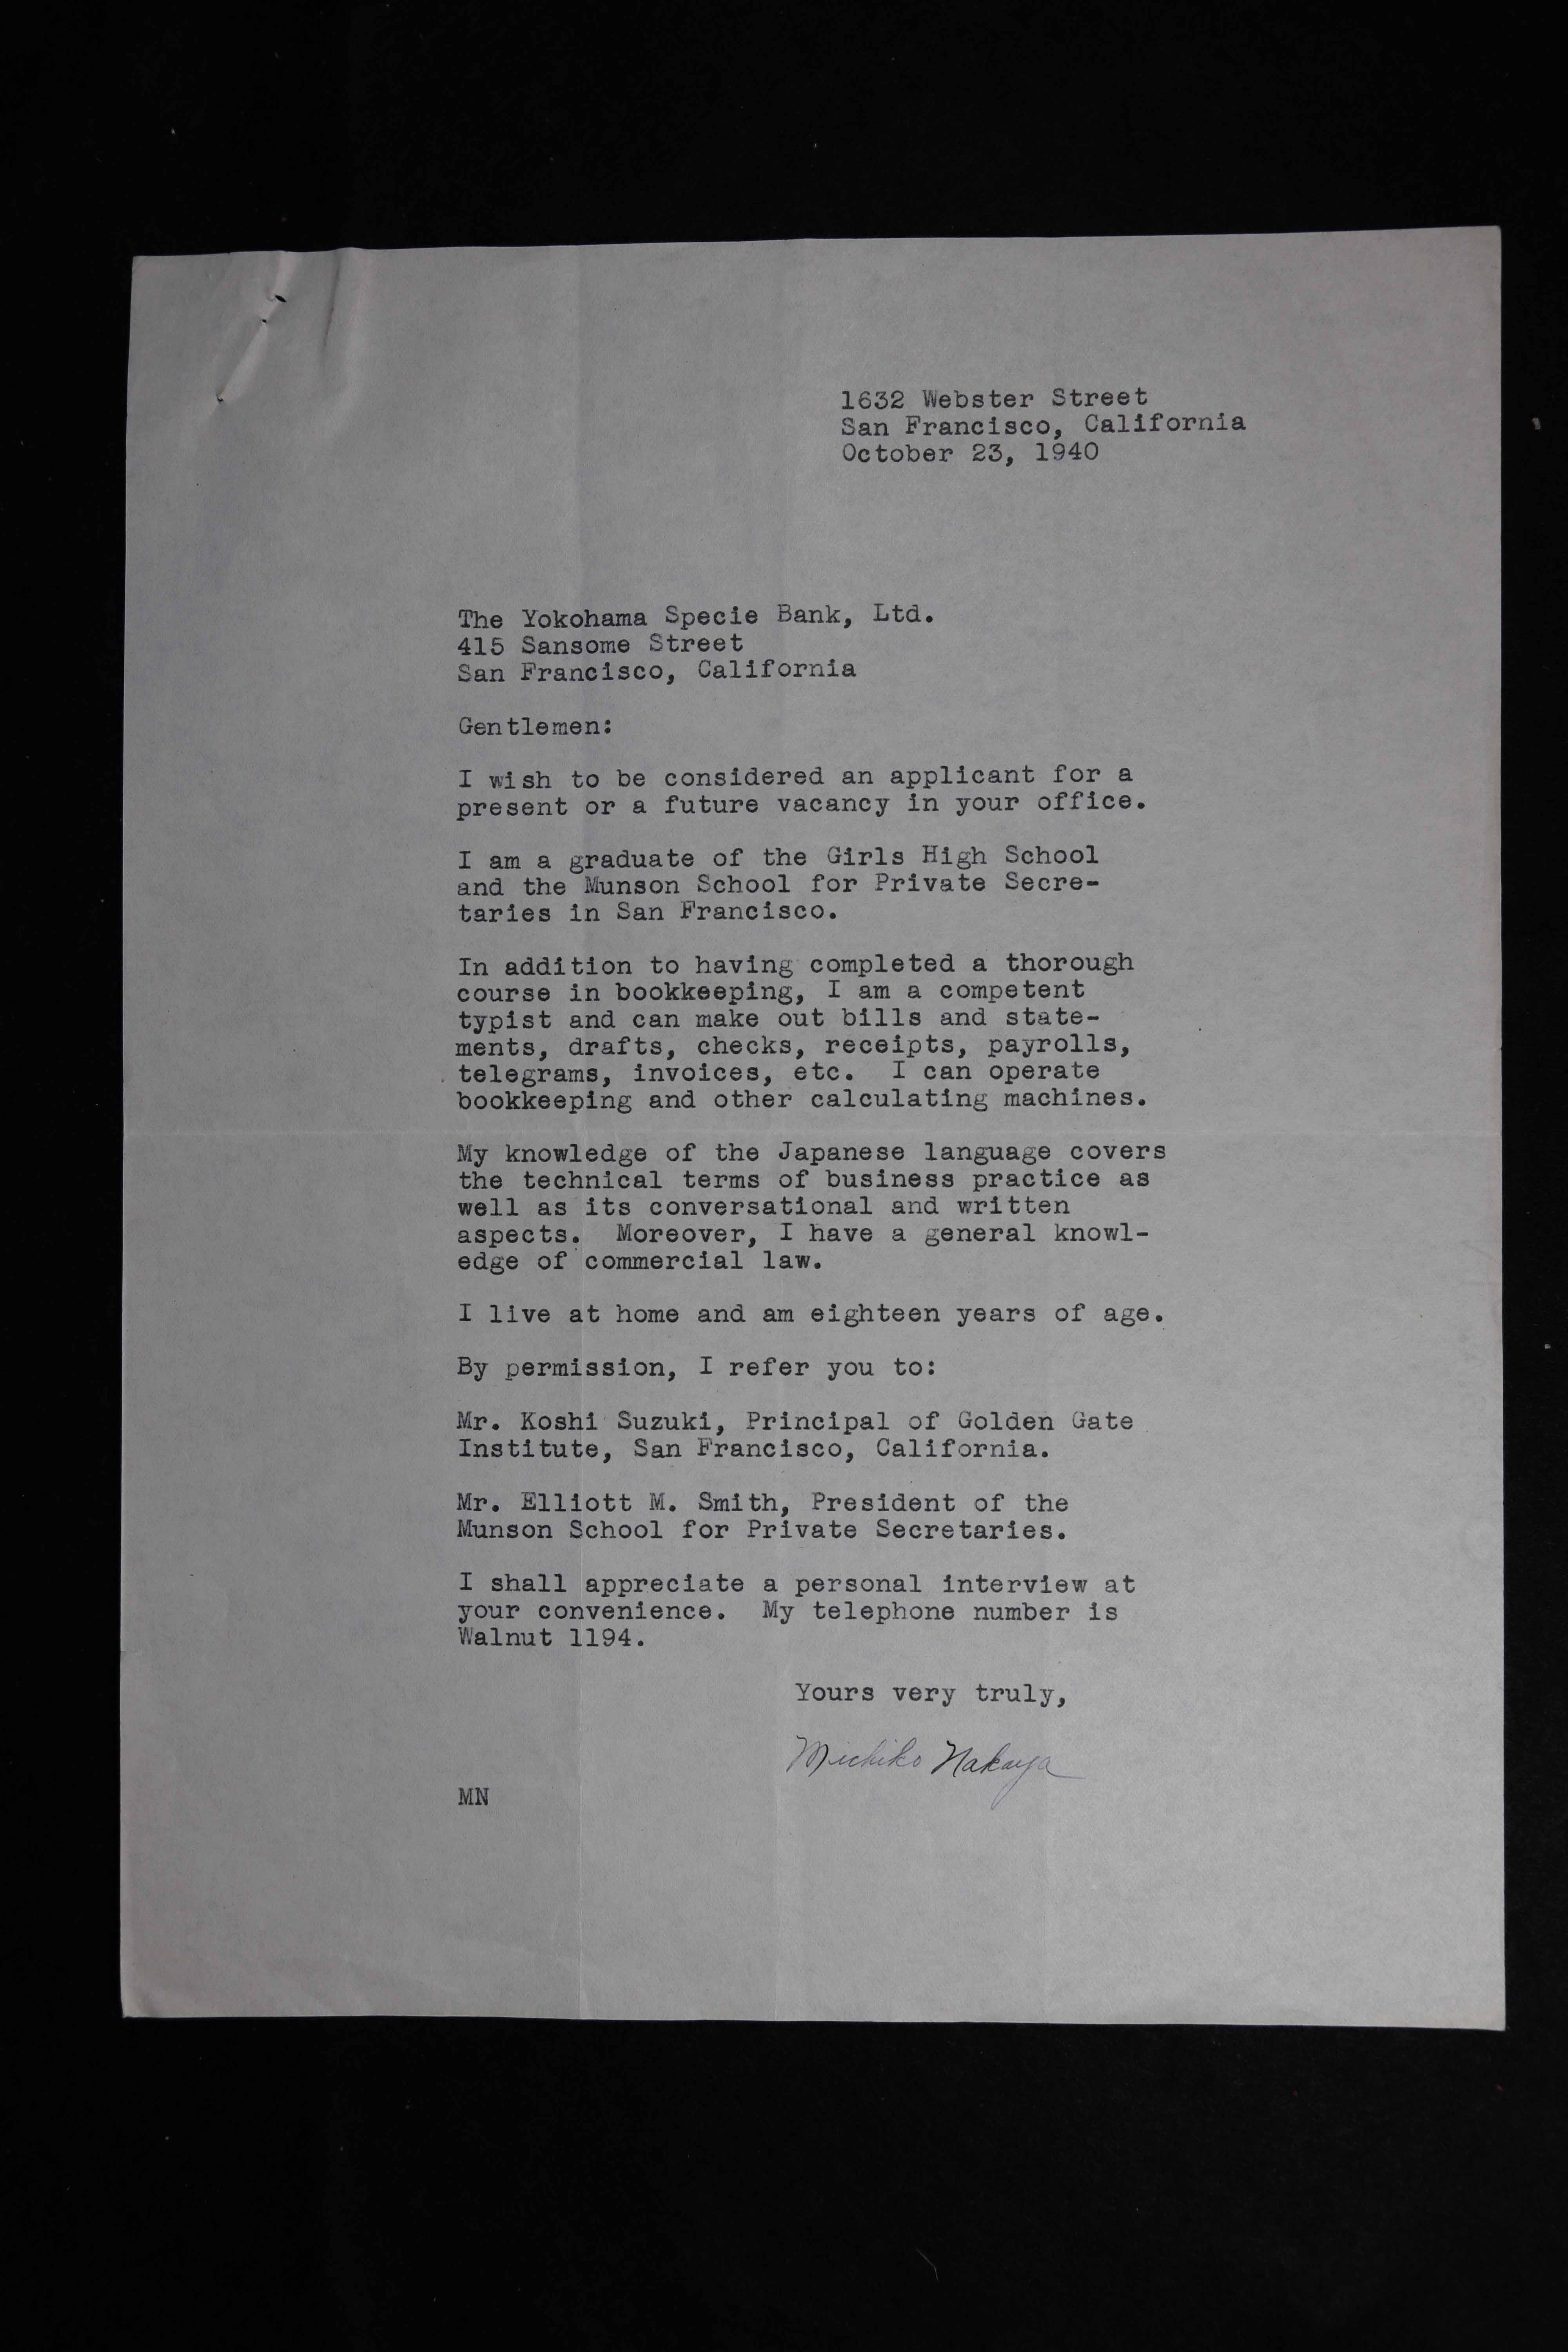 1632 Webster Street
San Francisco, California
October 23, 1940
The Yokohama Specie Bank, Ltd.
415 Sansome Street
San Francisco, California
Gentlemen:
I wish to be considered an applicant for a
present or a future vacancy in your office.
I am a graduate of the Girls High School
and the Munson School for Private Secre-
taries in San Francisco.
In addition to having completed a thorough
course in bookkeeping, I am a competent
typist and can make out bills and state-
ments, drafts, checks, receipts, payrolls,
telegrams, invoices, etc. I can operate
bookkeeping and other calculating machines.
My knowledge of the Japanese language covers
the technical terms of business practice as
well as its conversational and written
aspects. Moreover, I have a general knowl-
edge of commercial law.
I live at home and am eighteen years of age.
By permission, I refer you to:
Mr. Koshi Suzuki, Principal of Golden Gate
Institute, San Francisco, California.
Mr. Elliott M. Smith, President of the
Munson School for Private Secretaries.
I shall appreciate a personal interview at
your convenience. My telephone number is
Walnut 1194.
Yours very truly,
Michiko Nakaya
MN